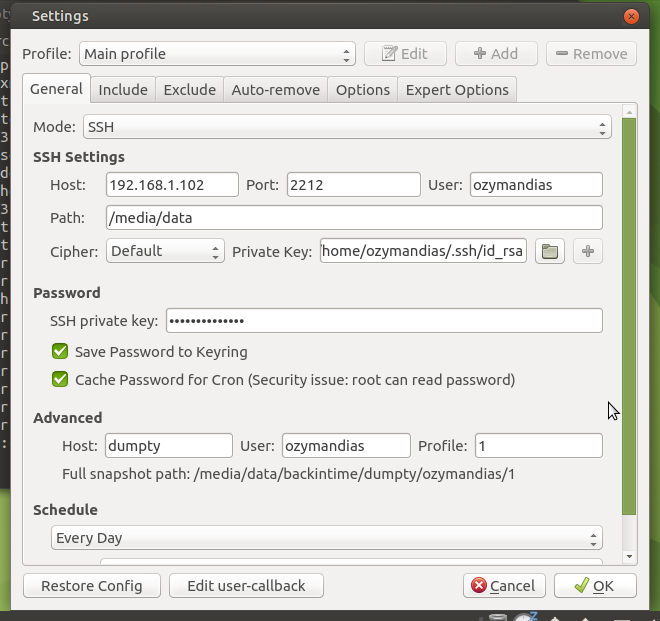 Settings
Profile: Main profile Edit Add Remove
General Include Exclude Auto-remove Options Expert Options
Mode: SSH
SSH Settings
Host: 192.168.1.102 Port: 2212 User: ozymandias
Path: /media/data
Cipher: Default Private Key: /home/ozymandias/.ssh/id_rsa
Password
SSH private key: ••••••••••••••
Save Password to Keyring
Cache Password for Cron (Security issue: root can read password)
Advanced
Host: dumpty User: ozymandias Profile: 1
Full snapshot path: /media/data/backintime/dumpty/ozymandias/1
Schedule
Every Day
Restore Config Edit user-callback Cancel OK